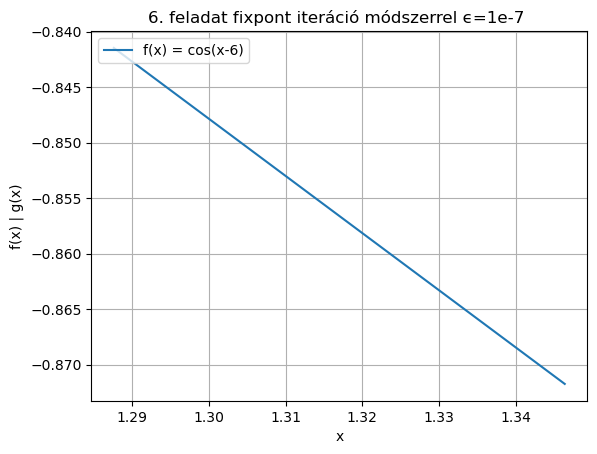 6. feladat fixpont iteráció módszerrel ϵ=1e-7
f(x) = cos(x-6)
f(x) | g(x)
−0.840
−0.845
−0.850
−0.855
−0.860
−0.865
−0.870
1.29 1.30 1.31 1.32 1.33 1.34
x